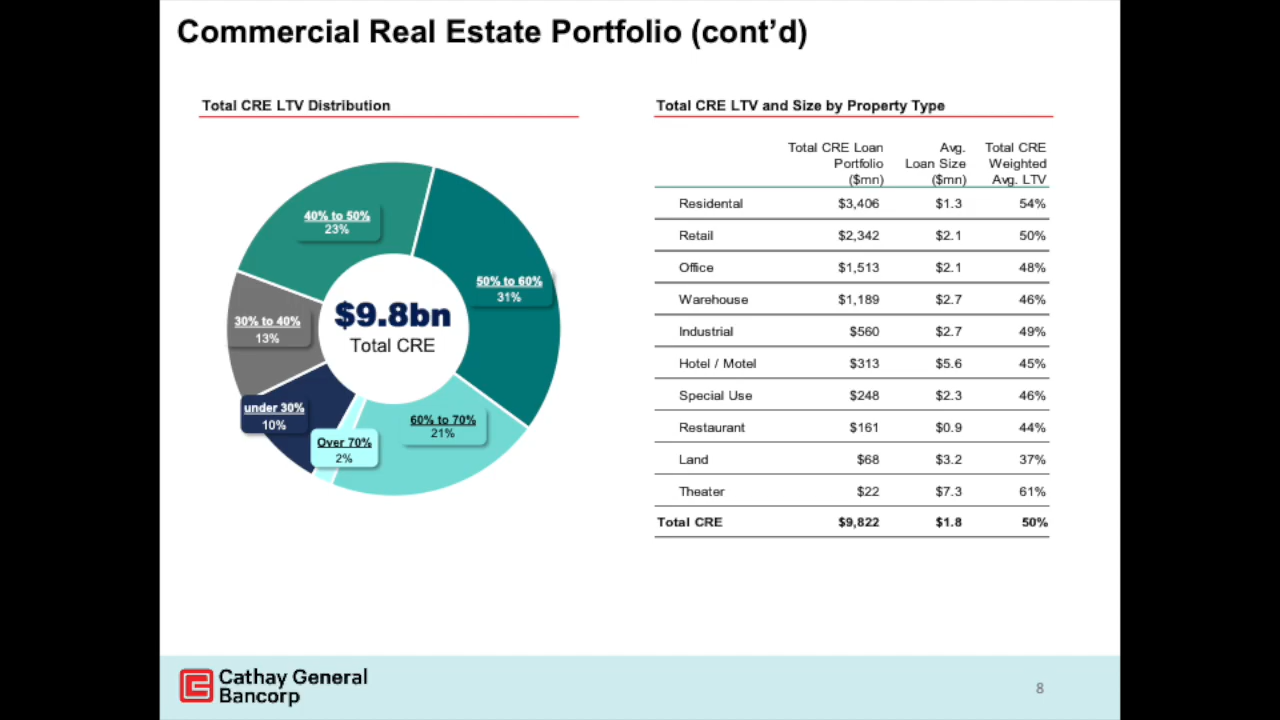 Commercial Real Estate Portfolio (cont’d)
Total CRE LTV Distribution
40% to 50%
23%
50% to 60%
31%
30% to 40%
13%
$9.8bn
Total CRE
under 30%
10%
Over 70%
2%
60% to 70%
21%
Total CRE LTV and Size by Property Type
Total CRE Loan Avg. Total CRE
Portfolio Loan Size Weighted
($mn) ($mn) Avg. LTV
Residental $3,406 $1.3 54%
Retail $2,342 $2.1 50%
Office $1,513 $2.1 48%
Warehouse $1,189 $2.7 46%
Industrial $560 $2.7 49%
Hotel / Motel $313 $5.6 45%
Special Use $248 $2.3 46%
Restaurant $161 $0.9 44%
Land $68 $3.2 37%
Theater $22 $7.3 61%
Total CRE $9,822 $1.8 50%
Cathay General
Bancorp
8